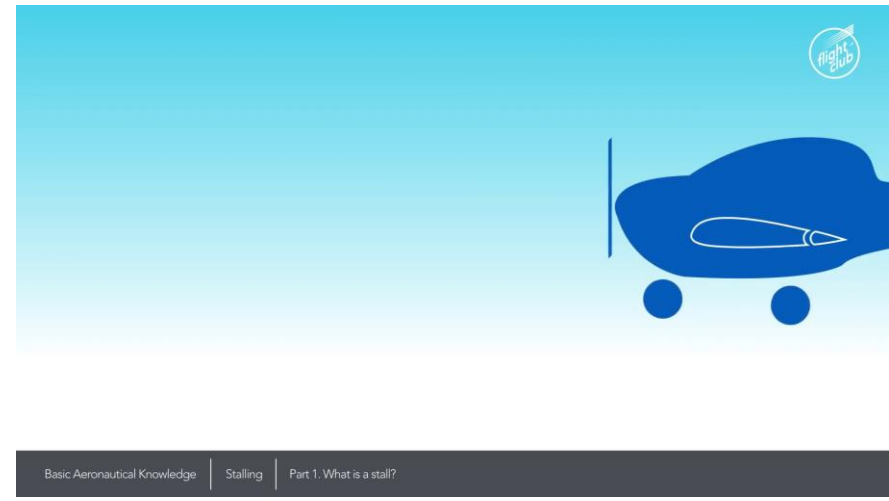 flight-
club
Basic Aeronautical Knowledge
Stalling
Part 1. What is a stall?